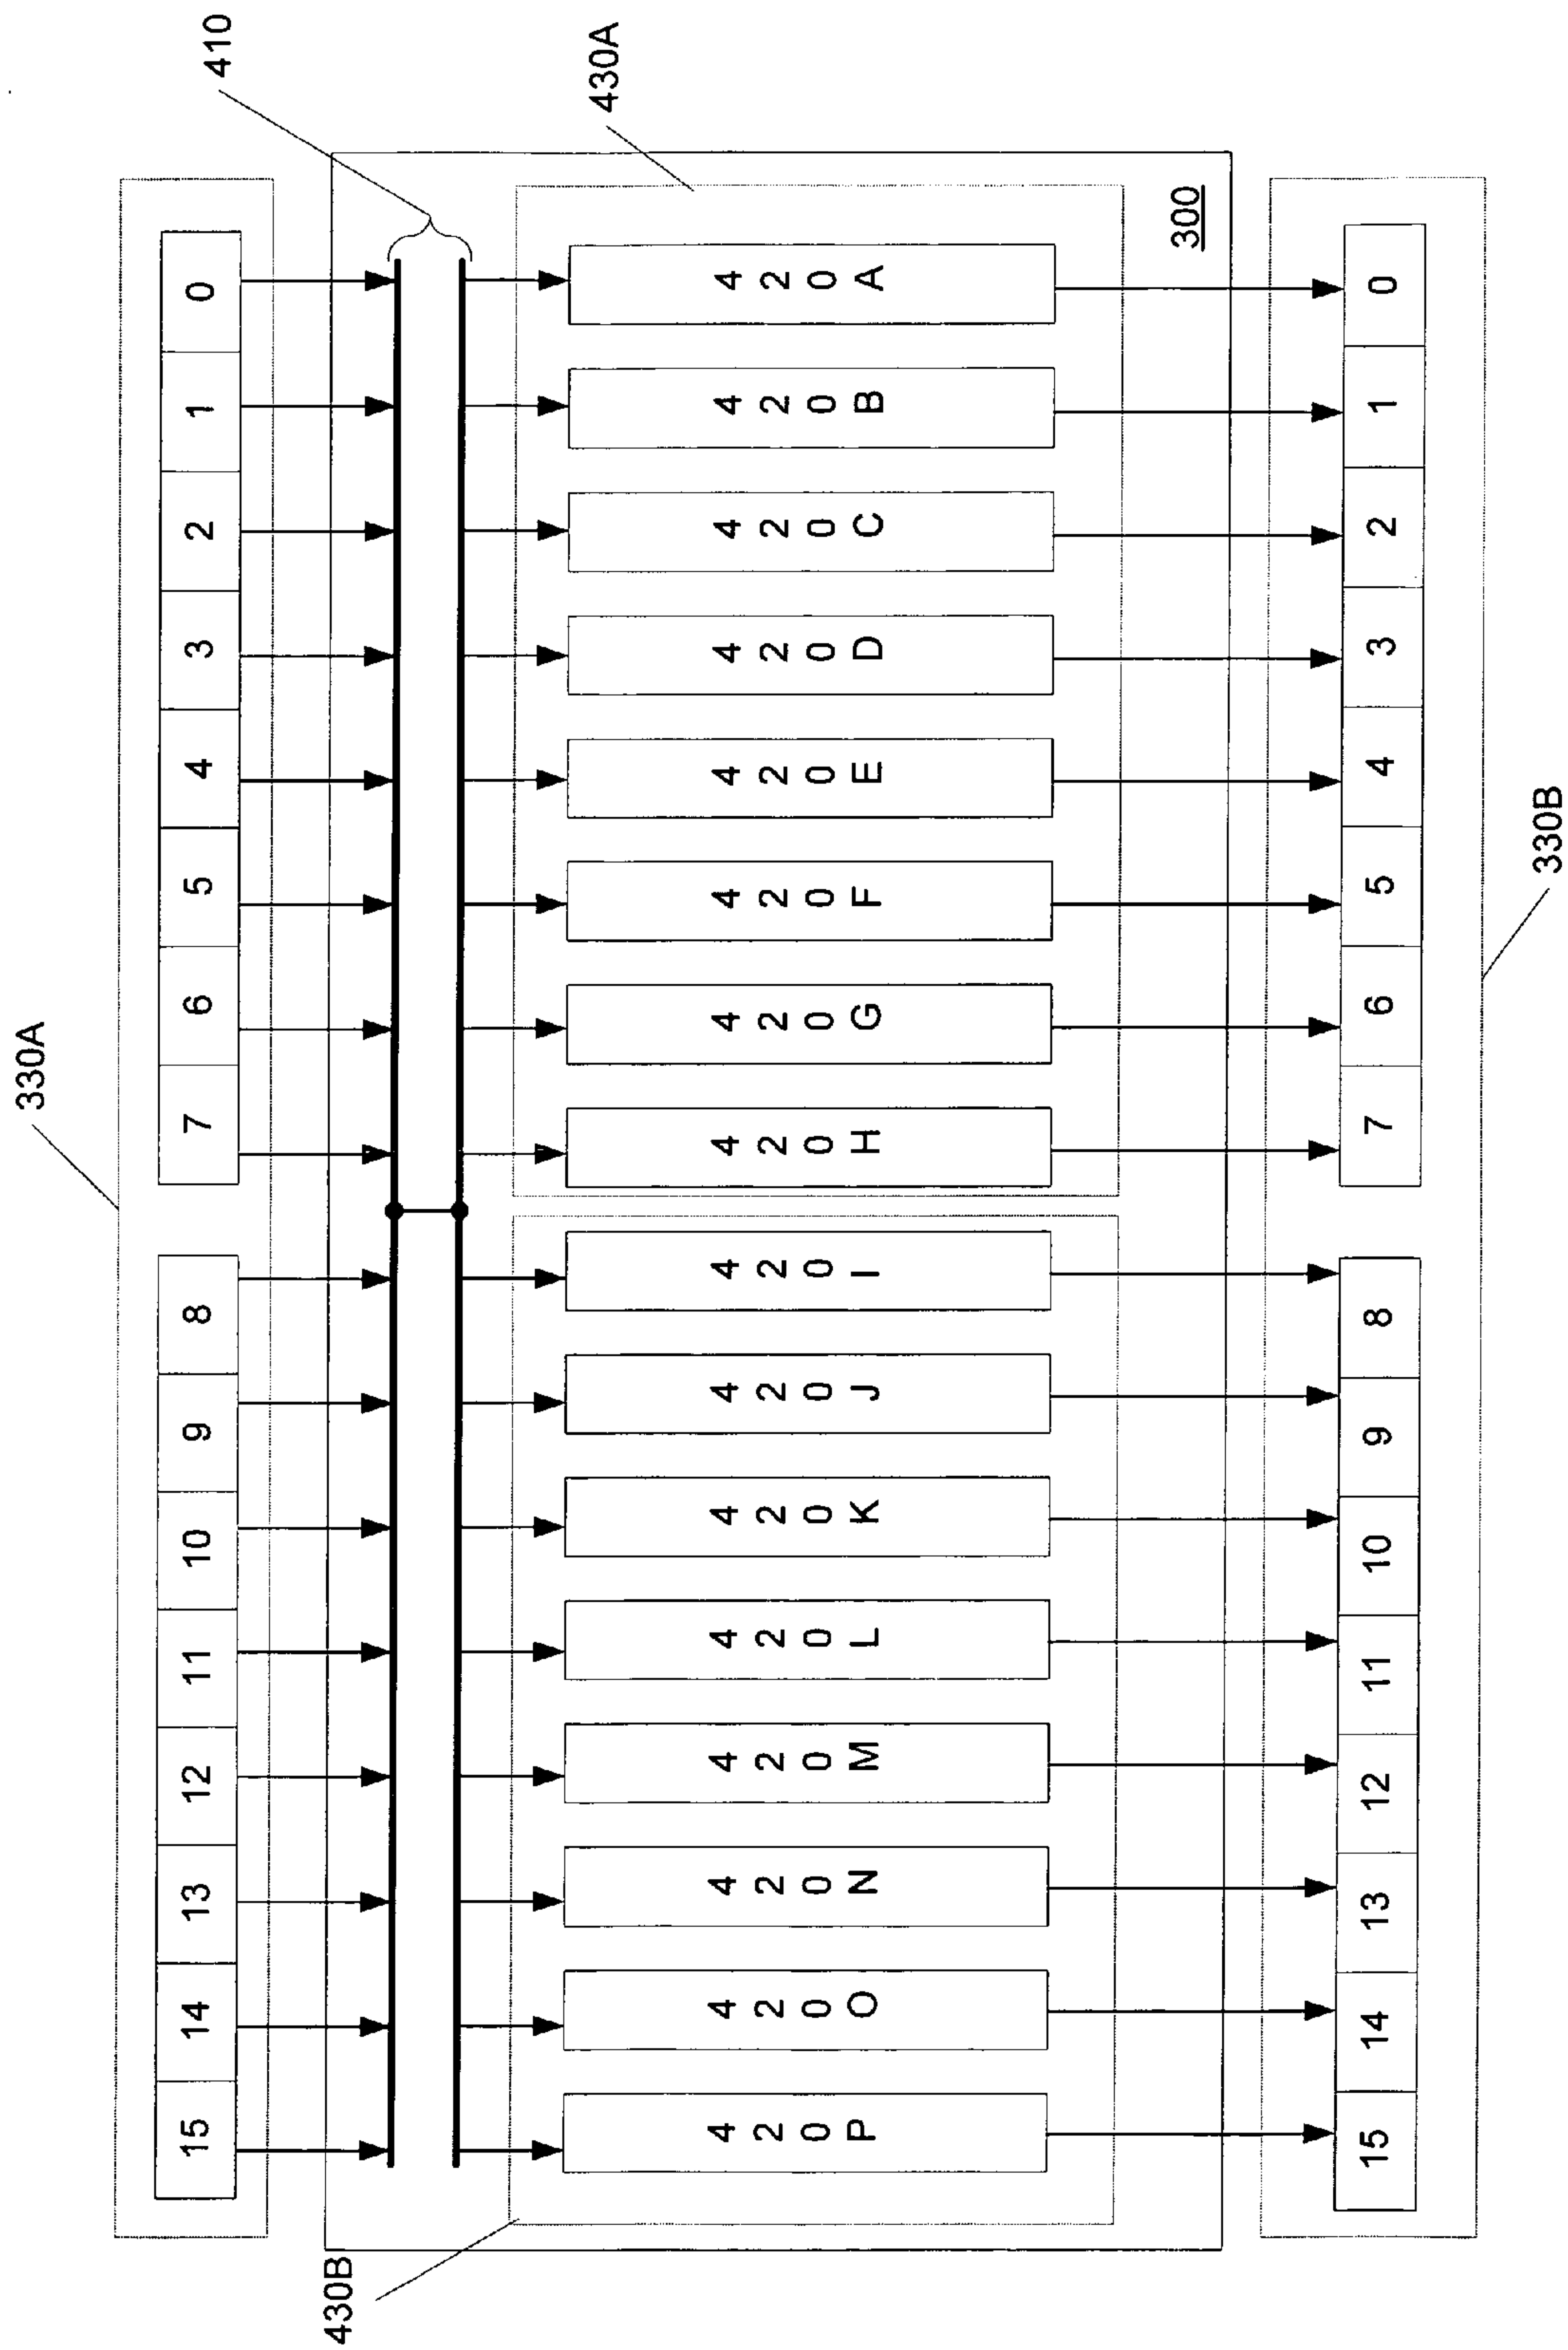 330A
15 14 13 12 11 10 9 8 7 6 5 4 3 2 1 0
410
430B
430A
420P
420O
420N
420M
420L
420K
420J
420I
420H
420G
420F
420E
420D
420C
420B
420A
300
15 14 13 12 11 10 9 8 7 6 5 4 3 2 1 0
330B